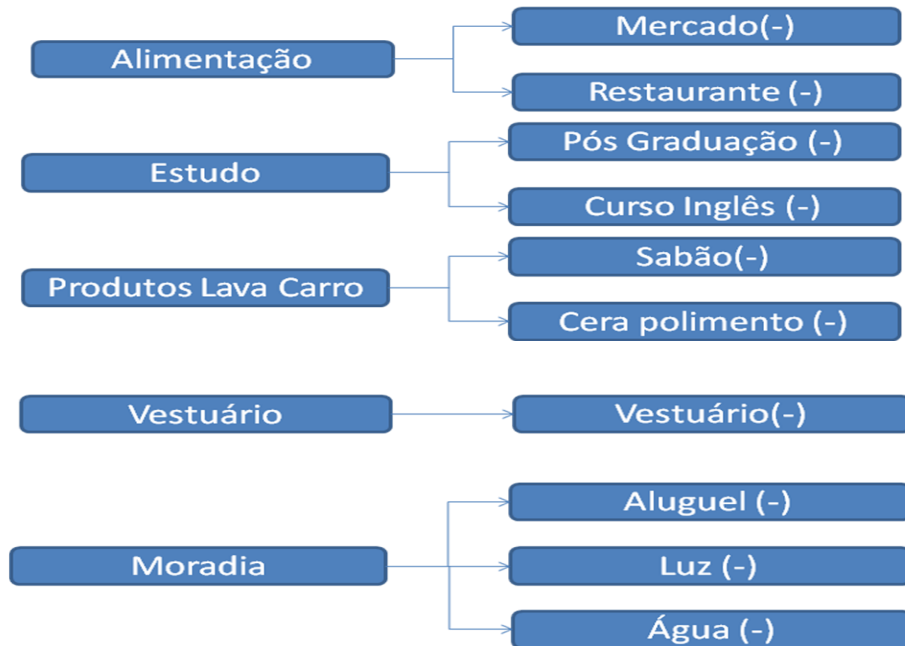 Alimentação
Mercado(-)
Restaurante (-)
Estudo
Pós Graduação (-)
Curso Inglês (-)
Produtos Lava Carro
Sabão(-)
Cera polimento (-)
Vestuário
Vestuário(-)
Moradia
Aluguel (-)
Luz (-)
Água (-)